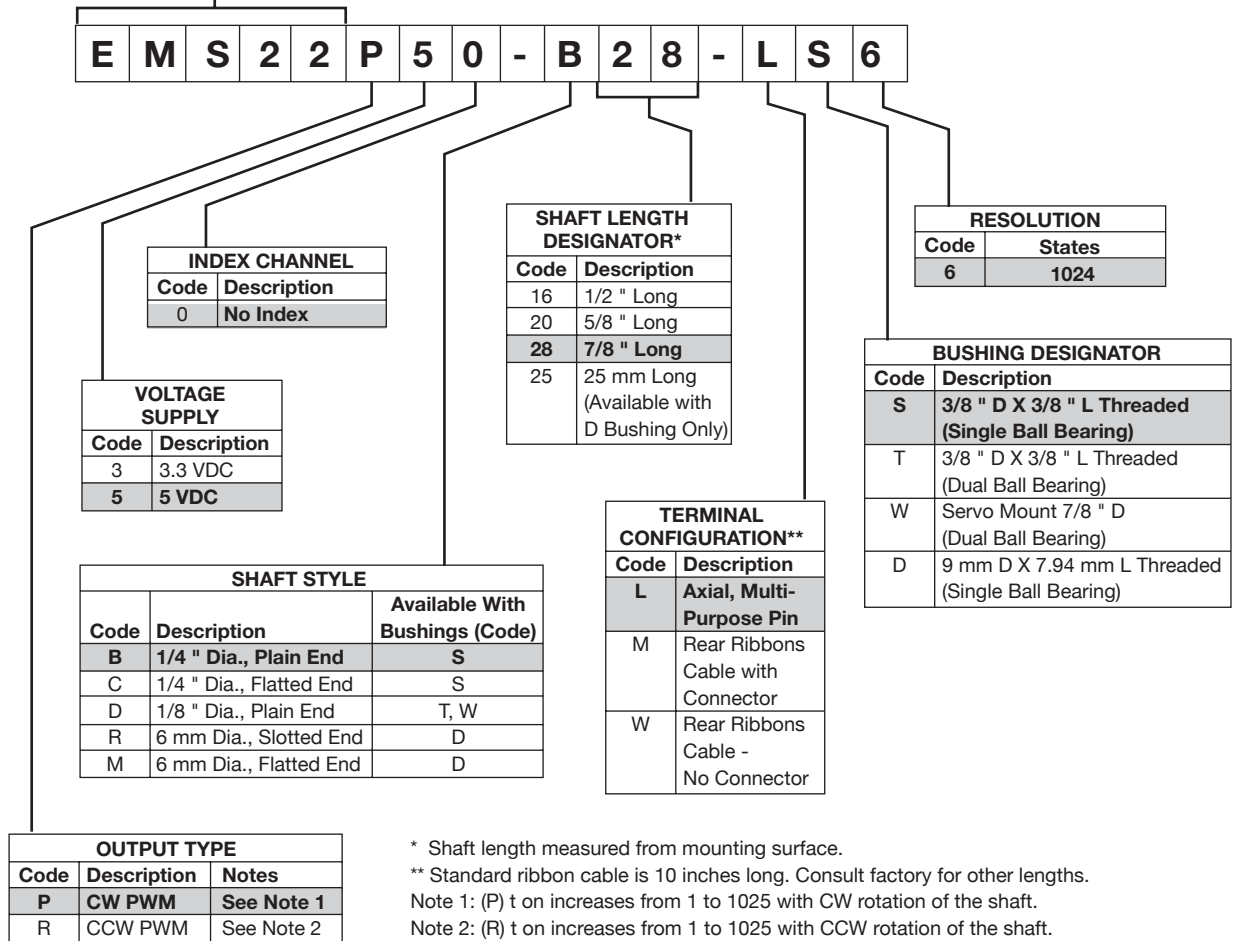 E M S 2 2 P 5 0 - B 2 8 - L S 6
INDEX CHANNEL
Code Description
0 No Index
VOLTAGE
SUPPLY
Code Description
3 3.3 VDC
5 5 VDC
SHAFT LENGTH
DESIGNATOR*
Code Description
16 1/2 " Long
20 5/8 " Long
28 7/8 " Long
25 25 mm Long
(Available with
D Bushing Only)
RESOLUTION
Code States
6 1024
BUSHING DESIGNATOR
Code Description
S 3/8 " D X 3/8 " L Threaded
(Single Ball Bearing)
T 3/8 " D X 3/8 " L Threaded
(Dual Ball Bearing)
W Servo Mount 7/8 " D
(Dual Ball Bearing)
D 9 mm D X 7.94 mm L Threaded
(Single Ball Bearing)
TERMINAL
CONFIGURATION**
Code Description
L Axial, Multi-
Purpose Pin
M Rear Ribbons
Cable with
Connector
W Rear Ribbons
Cable -
No Connector
SHAFT STYLE
Available With
Code Description Bushings (Code)
B 1/4 " Dia., Plain End S
C 1/4 " Dia., Flatted End S
D 1/8 " Dia., Plain End T, W
R 6 mm Dia., Slotted End D
M 6 mm Dia., Flatted End D
OUTPUT TYPE
Code Description Notes
P CW PWM See Note 1
R CCW PWM See Note 2
* Shaft length measured from mounting surface.
** Standard ribbon cable is 10 inches long. Consult factory for other lengths.
Note 1: (P) t on increases from 1 to 1025 with CW rotation of the shaft.
Note 2: (R) t on increases from 1 to 1025 with CCW rotation of the shaft.